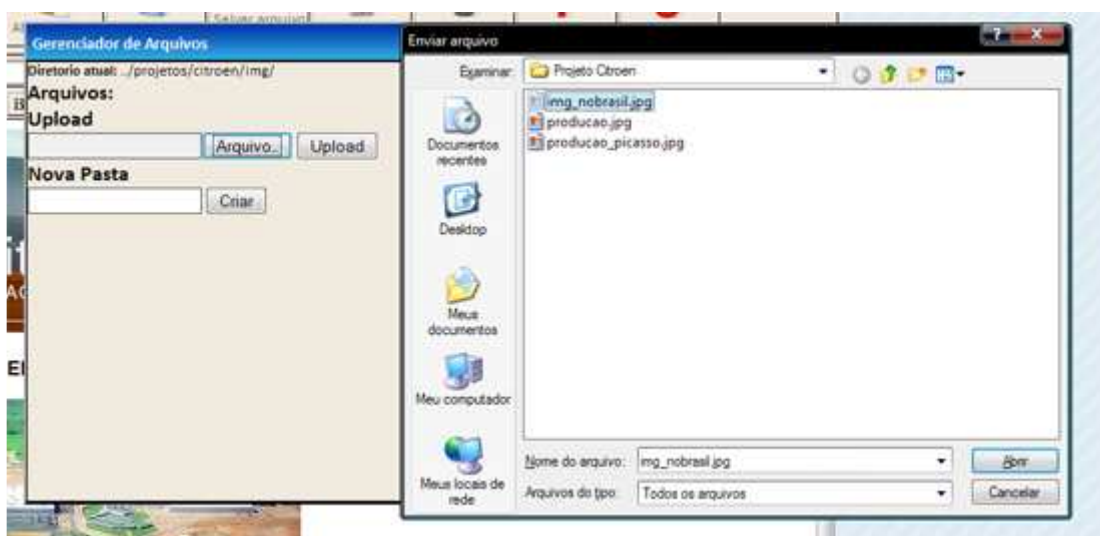 Salvar arquivo
Gerenciador de Arquivos
Diretorio atual: ../projetos/citroen/img/
Arquivos:
Upload
Arquivo..
Upload
Nova Pasta
Criar
Enviar arquivo
Examinar:
Projeto Citroen
img_nobrasil.jpg
producao.jpg
producao_picasso.jpg
Documentos
recentes
Desktop
Meus
documentos
Meu computador
Meus locais de
rede
Nome do arquivo:
img_nobrasil.jpg
Abrir
Arquivos do tipo:
Todos os arquivos
Cancelar